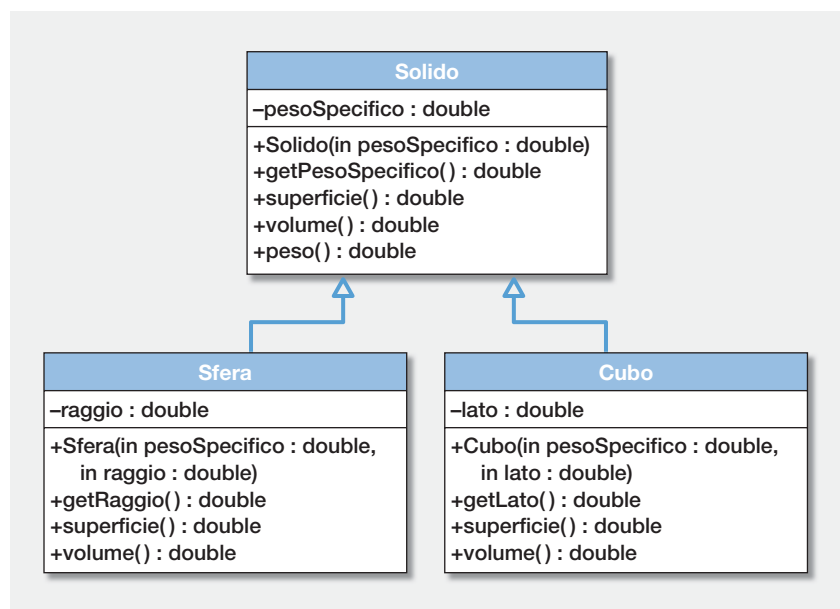 Solido
–pesoSpecifico : double
+Solido(in pesoSpecifico : double)
+getPesoSpecifico( ) : double
+superficie( ) : double
+volume( ) : double
+peso( ) : double
Sfera
–raggio : double
+Sfera(in pesoSpecifico : double,
in raggio : double)
+getRaggio( ) : double
+superficie( ) : double
+volume( ) : double
Cubo
–lato : double
+Cubo(in pesoSpecifico : double,
in lato : double)
+getLato( ) : double
+superficie( ) : double
+volume( ) : double